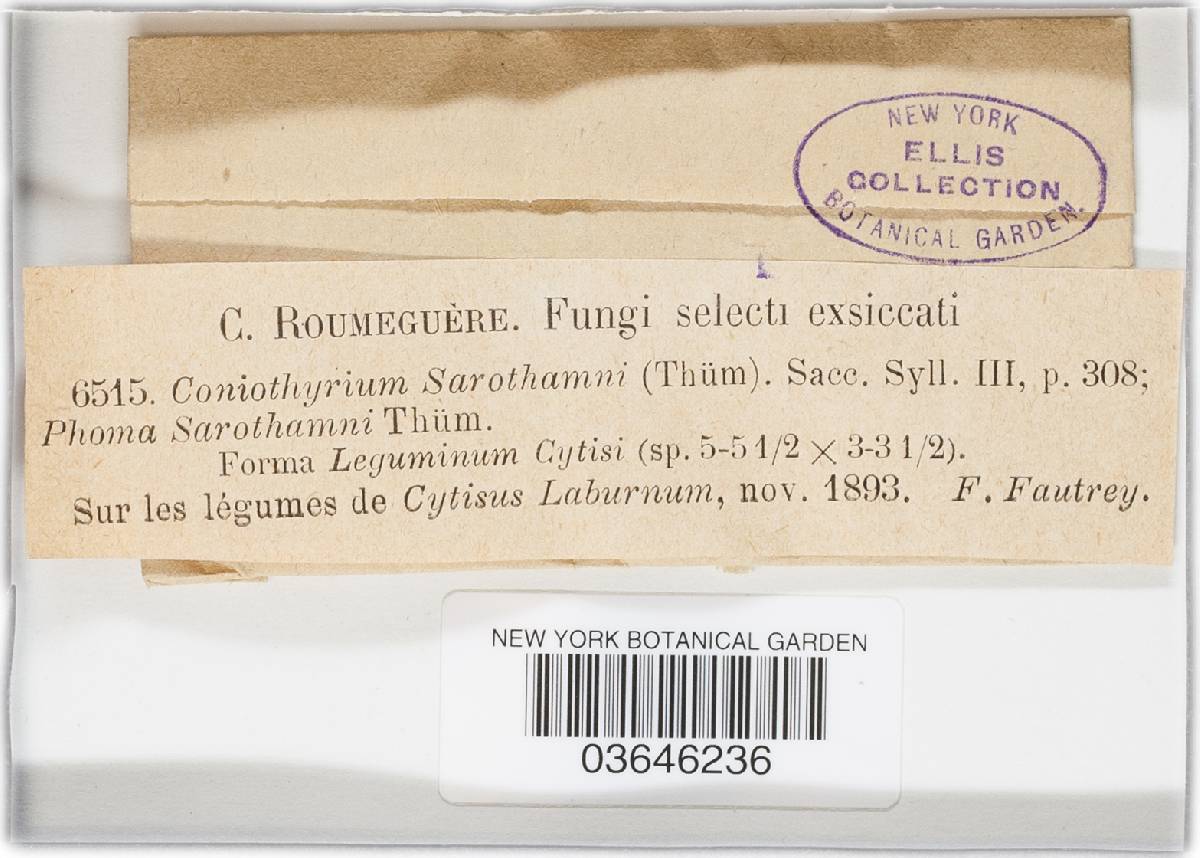 NEW YORK
ELLIS
COLLECTION
BOTANICAL GARDEN.
C. ROUMEGUÈRE. Fungi selecti exsiccati
6515. Coniothyrium Sarothamni (Thüm). Sacc. Syll. III, p. 308;
Phoma Sarothamni Thüm.
Forma Leguminum Cytisi (sp. 5-5 1/2 × 3-3 1/2).
Sur les légumes de Cytisus Laburnum, nov. 1893. F. Fautrey.
NEW YORK BOTANICAL GARDEN
03646236